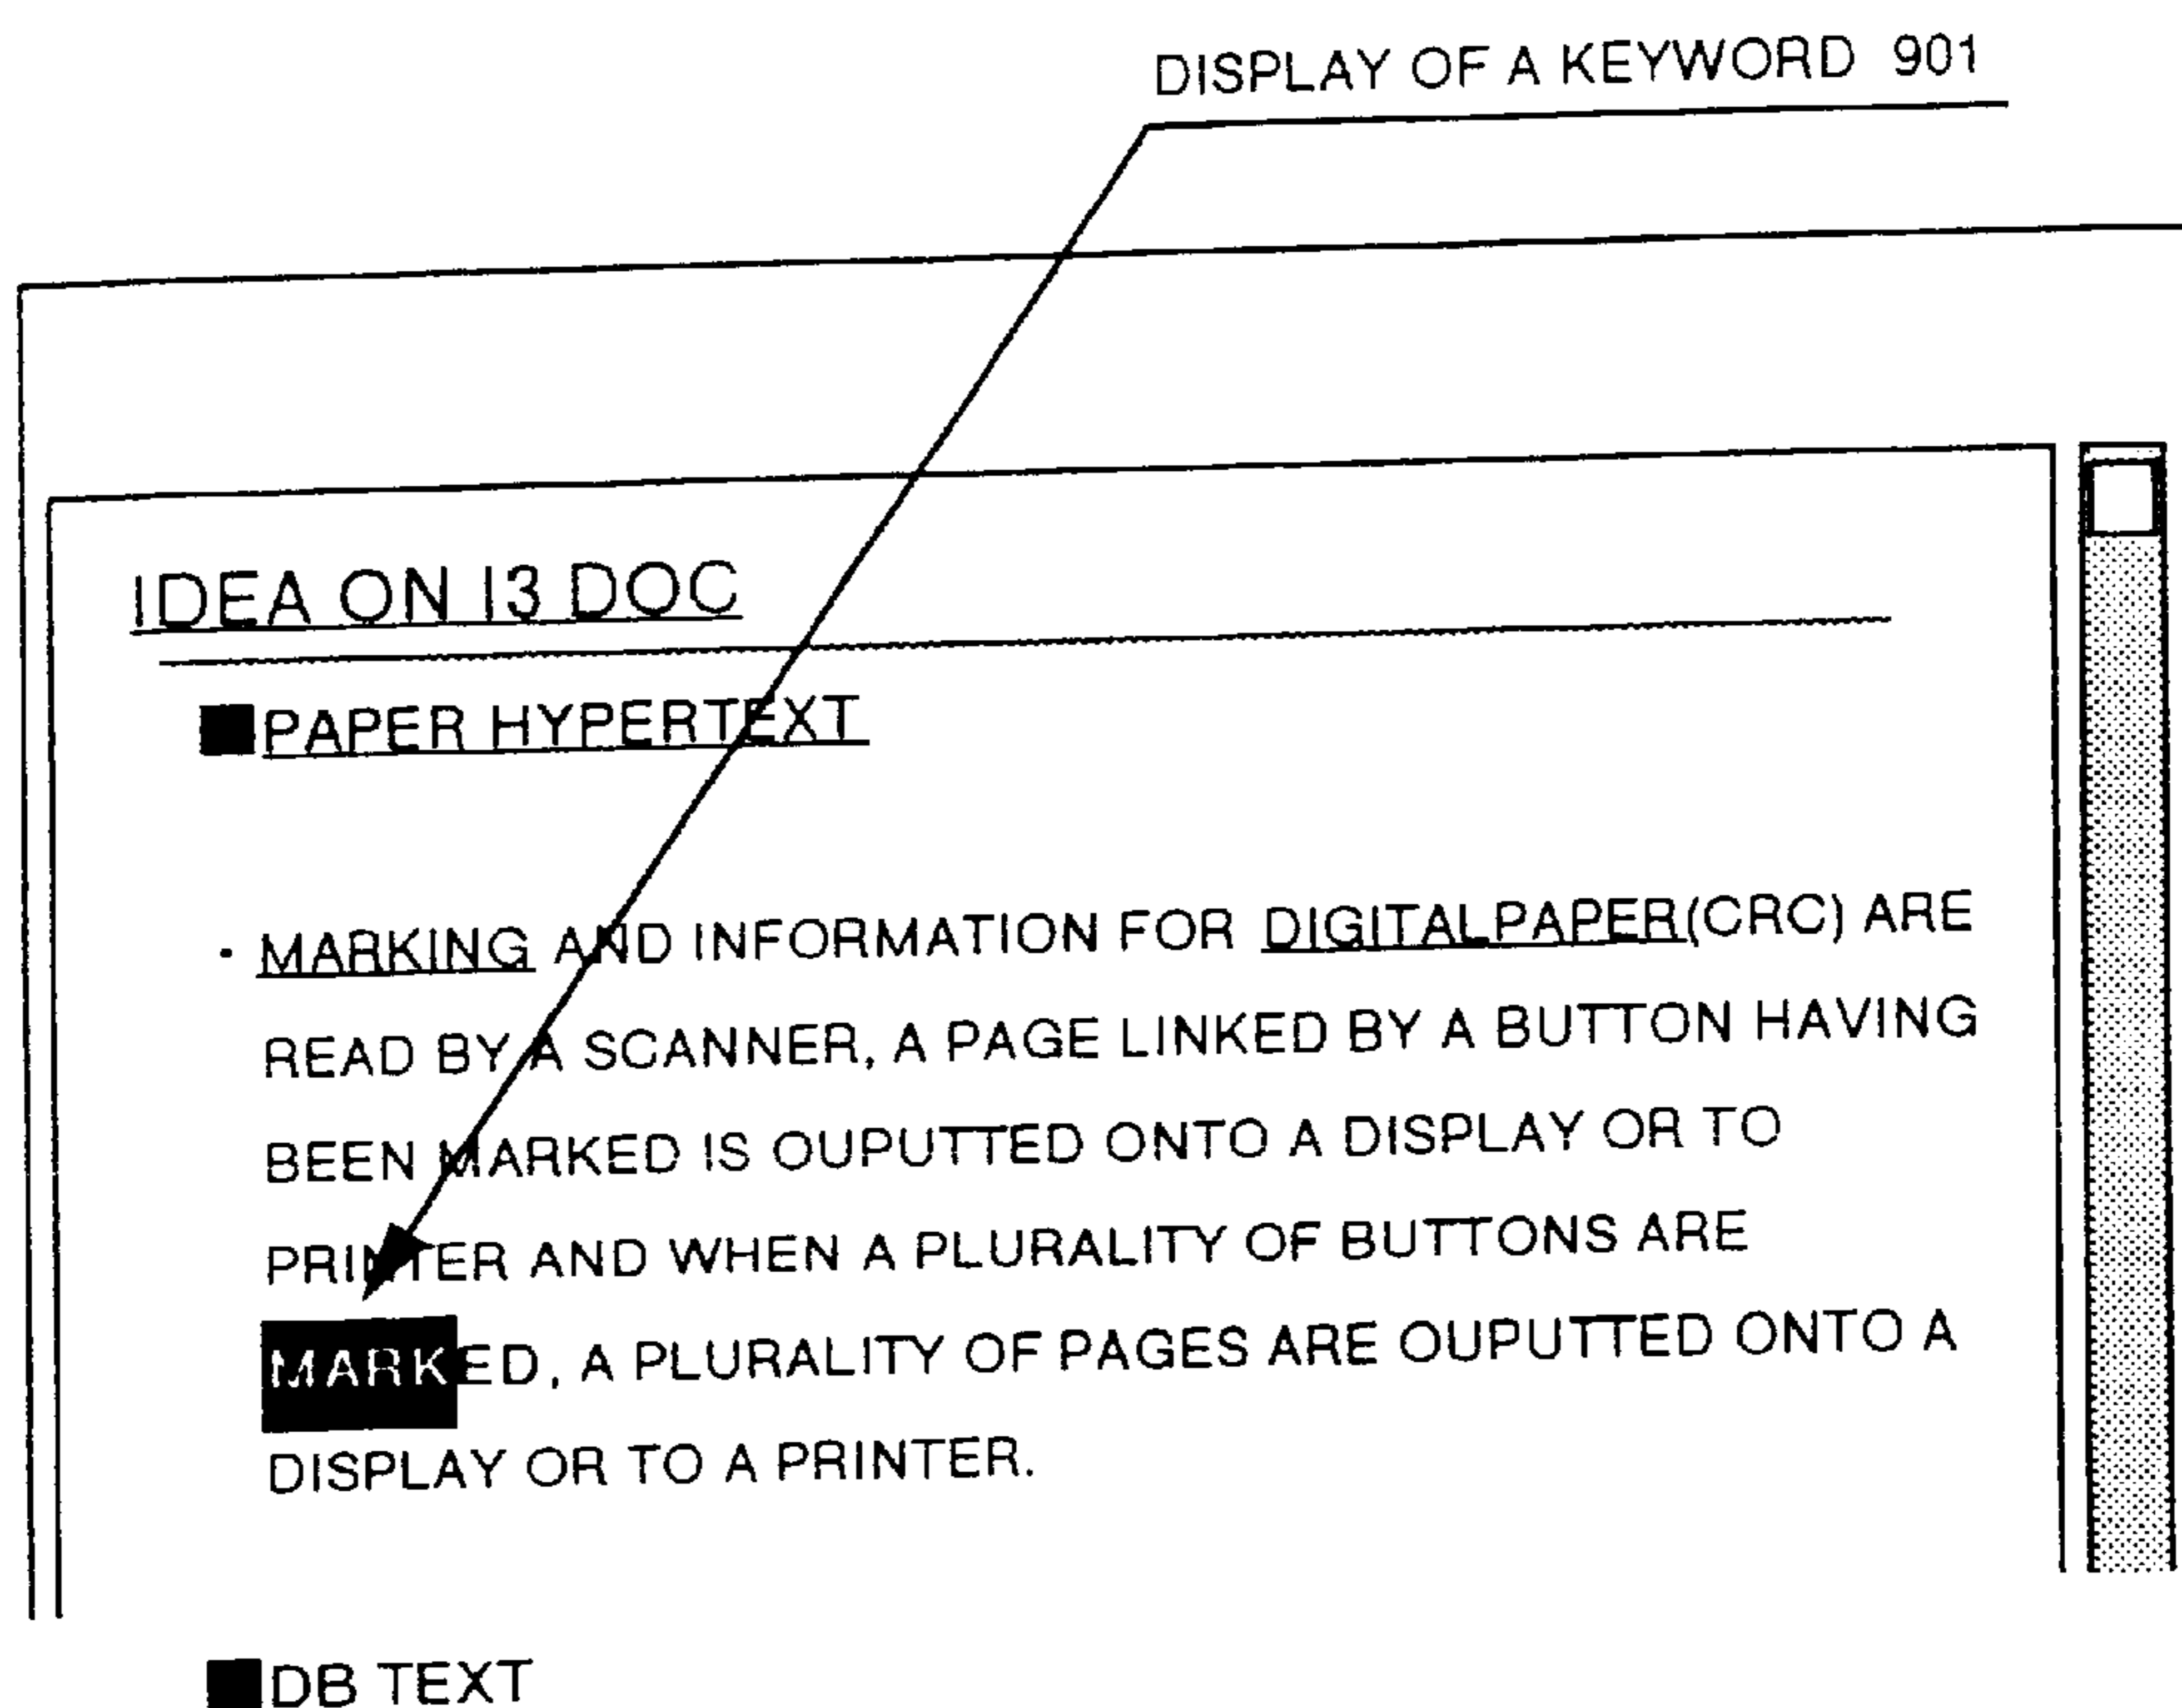 DISPLAY OF A KEYWORD 901
IDEA ON I3 DOC
■PAPER HYPERTEXT
· MARKING AND INFORMATION FOR DIGITALPAPER(CRC) ARE
READ BY A SCANNER, A PAGE LINKED BY A BUTTON HAVING
BEEN MARKED IS OUPUTTED ONTO A DISPLAY OR TO
PRINTER AND WHEN A PLURALITY OF BUTTONS ARE
MARKED, A PLURALITY OF PAGES ARE OUPUTTED ONTO A
DISPLAY OR TO A PRINTER.
■DB TEXT